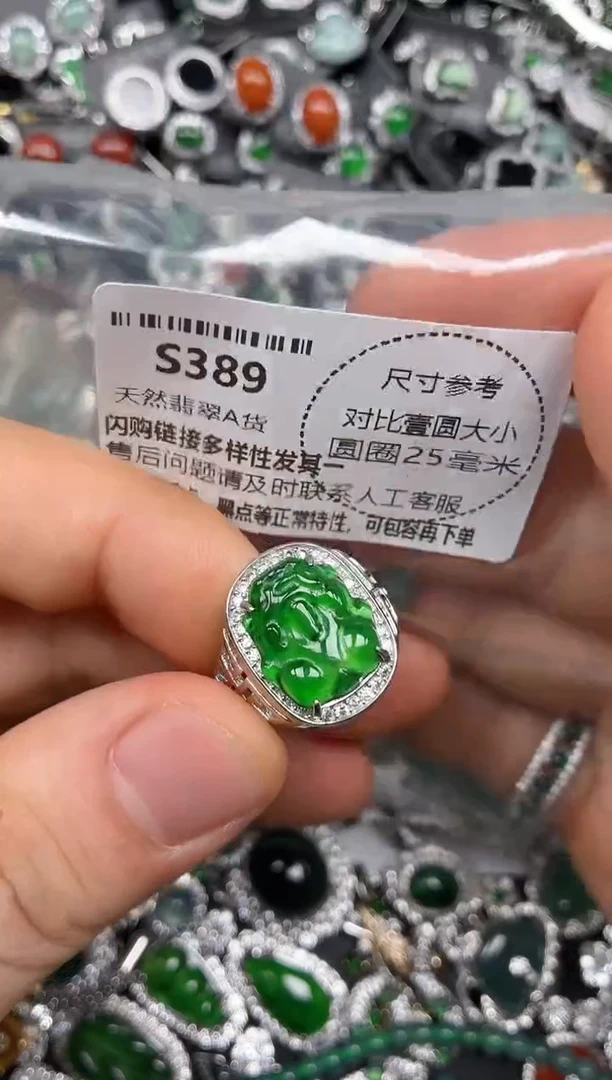 S389
天然翡翠A货
闪购链接多样性发其一
售后问题请及时联系人工客服
黑点等正常特性，可包容再下单
尺寸参考
对比壹圆大小
圆圈25毫米